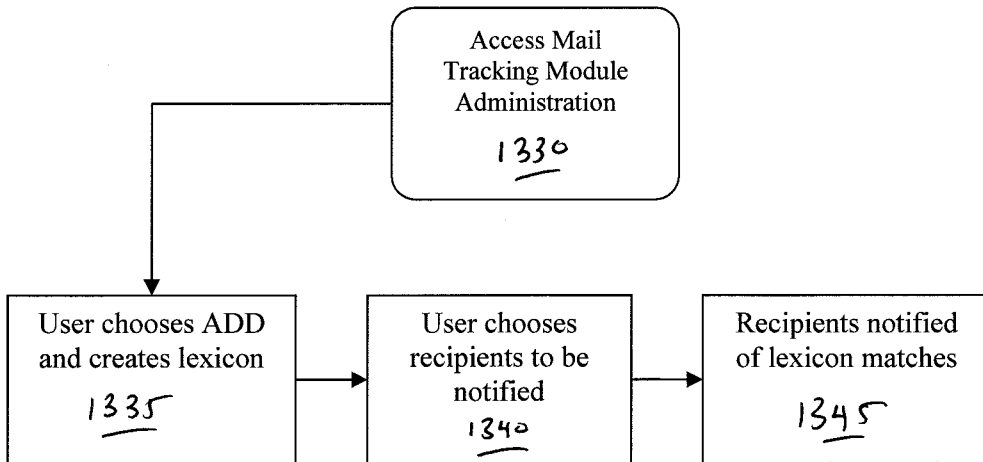 Access Mail
Tracking Module
Administration
1330
User chooses ADD
and creates lexicon
1335
User chooses
recipients to be
notified
1340
Recipients notified
of lexicon matches
1345